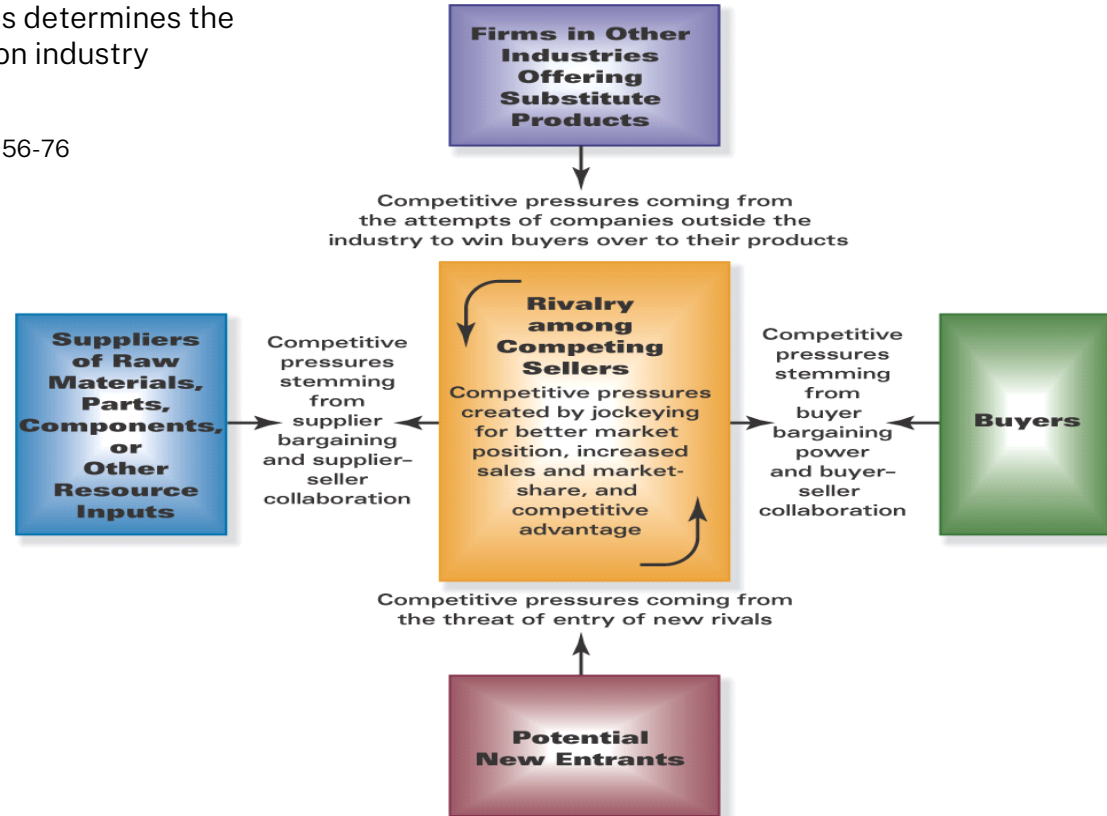 s determines the
on industry
56-76
Firms in Other
Industries
Offering
Substitute
Products
Competitive pressures coming from
the attempts of companies outside the
industry to win buyers over to their products
Suppliers
of Raw
Materials,
Parts,
Components,
or
Other
Resource
Inputs
Competitive
pressures
stemming
from
supplier
bargaining
and supplier–
seller
collaboration
Rivalry
among
Competing
Sellers
Competitive pressures
created by jockeying
for better market
position, increased
sales and market-
share, and
competitive
advantage
Competitive
pressures
stemming
from
buyer
bargaining
power
and buyer–
seller
collaboration
Buyers
Competitive pressures coming from
the threat of entry of new rivals
Potential
New Entrants